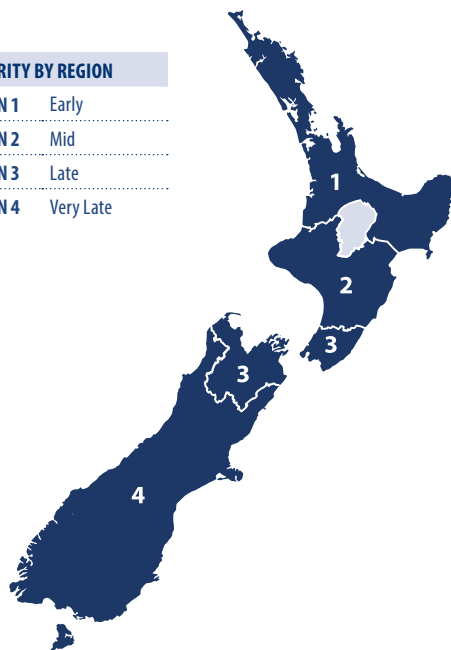 RITY BY REGION
N 1 Early
N 2 Mid
N 3 Late
N 4 Very Late
1
2
3
3
4